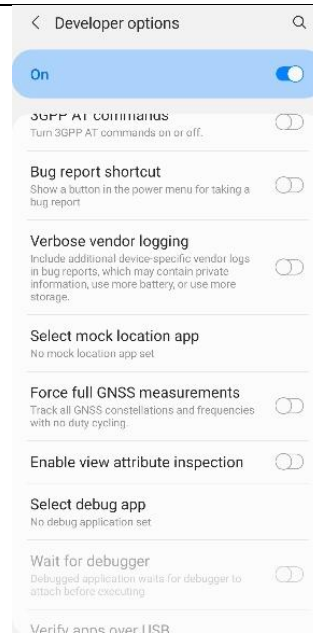 Developer options
On
3GPP AT commands
Turn 3GPP AT commands on or off.
Bug report shortcut
Show a button in the power menu for taking a
bug report
Verbose vendor logging
Include additional device-specific vendor logs
in bug reports, which may contain private
information, use more battery, or use more
storage.
Select mock location app
No mock location app set
Force full GNSS measurements
Track all GNSS constellations and frequencies
with no duty cycling.
Enable view attribute inspection
Select debug app
No debug application set
Wait for debugger
Debugged application waits for debugger to
attach before executing
Verify apps over USB